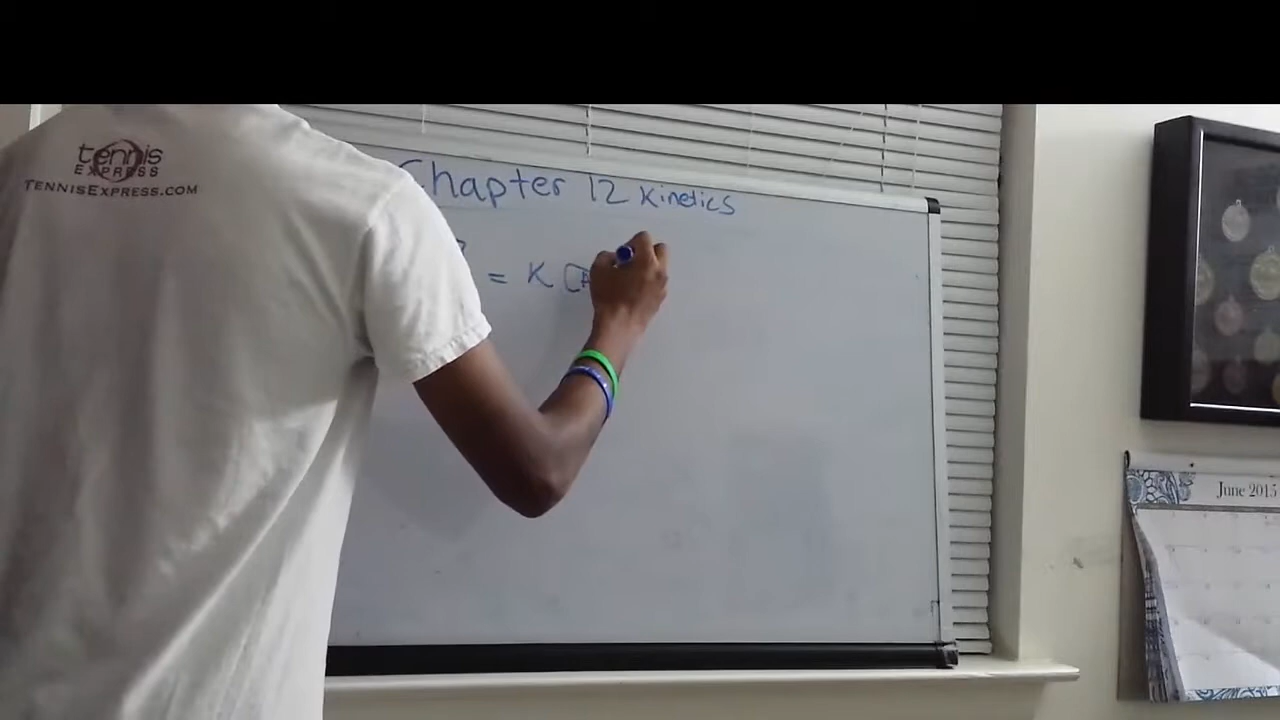 tennis
EXPRESS
TENNISEXPRESS.COM
Chapter 12 Kinetics
= K [
June 2015